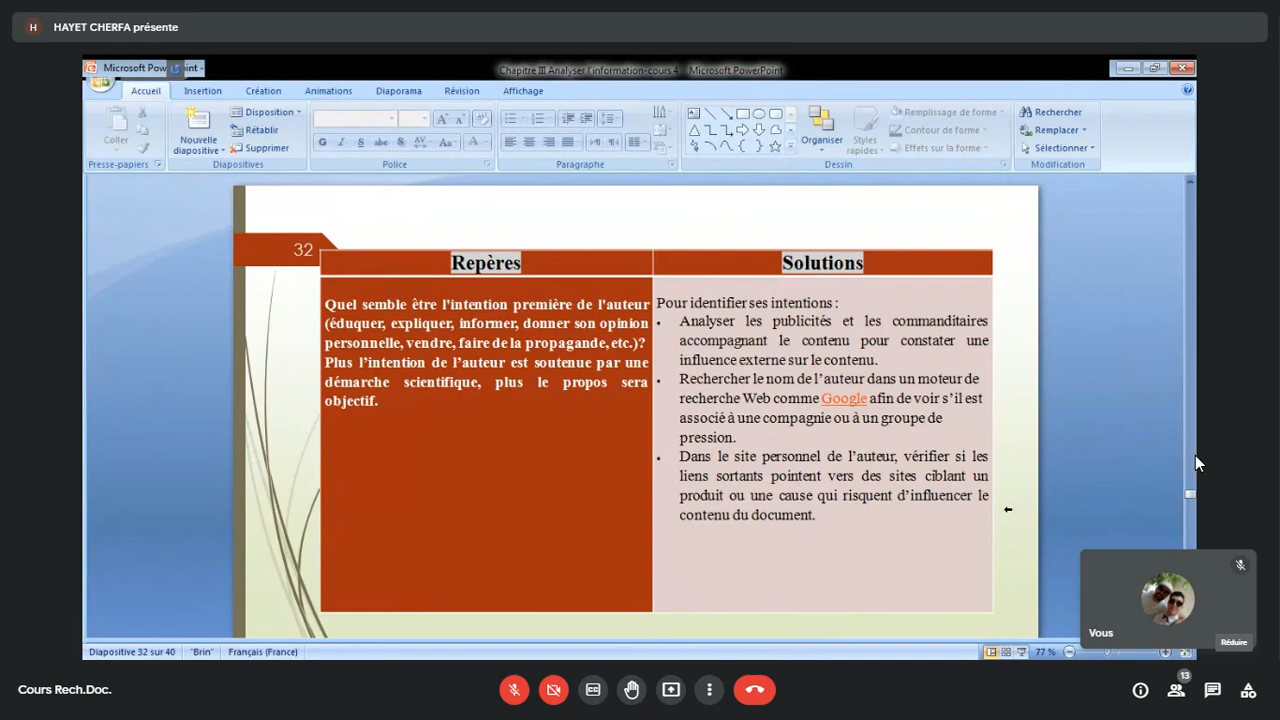 H HAYET CHERFA présente
Microsoft Pow int -
Chapitre III Analyser l'information-cours 4 - Microsoft PowerPoint
Accueil Insertion Création Animations Diaporama Révision Affichage
Coller
Presse-papiers
Nouvelle diapositive
Disposition
Rétablir
Supprimer
Diapositives
G I S abc S AV Aa A
Police
Paragraphe
Organiser
Styles rapides
Remplissage de forme
Contour de forme
Effets sur la forme
Dessin
Rechercher
Remplacer
Sélectionner
Modification
32
Repères
Quel semble être l'intention première de l'auteur
(éduquer, expliquer, informer, donner son opinion
personnelle, vendre, faire de la propagande, etc.)?
Plus l'intention de l'auteur est soutenue par une
démarche scientifique, plus le propos sera
objectif.
Solutions
Pour identifier ses intentions :
• Analyser les publicités et les commanditaires
accompagnant le contenu pour constater une
influence externe sur le contenu.
• Rechercher le nom de l'auteur dans un moteur de
recherche Web comme Google afin de voir s'il est
associé à une compagnie ou à un groupe de
pression.
• Dans le site personnel de l'auteur, vérifier si les
liens sortants pointent vers des sites ciblant un
produit ou une cause qui risquent d'influencer le
contenu du document.
Vous
Réduire
Diapositive 32 sur 40 "Brin" Français (France) 77 %
Cours Rech.Doc.
13